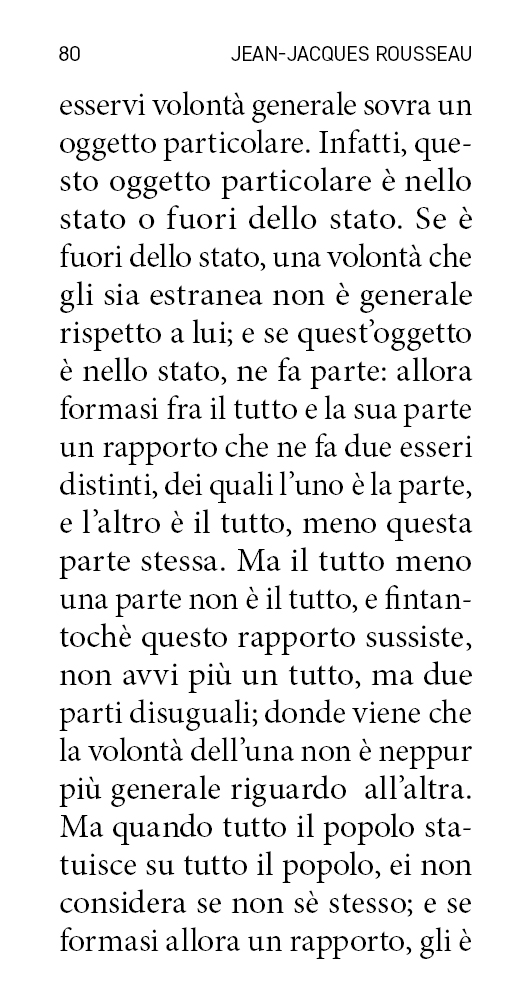 80 JEAN-JACQUES ROUSSEAU
esservi volontà generale sovra un
oggetto particolare. Infatti, que-
sto oggetto particolare è nello
stato o fuori dello stato. Se è
fuori dello stato, una volontà che
gli sia estranea non è generale
rispetto a lui; e se quest’oggetto
è nello stato, ne fa parte: allora
formasi fra il tutto e la sua parte
un rapporto che ne fa due esseri
distinti, dei quali l’uno è la parte,
e l’altro è il tutto, meno questa
parte stessa. Ma il tutto meno
una parte non è il tutto, e fintan-
tochè questo rapporto sussiste,
non avvi più un tutto, ma due
parti disuguali; donde viene che
la volontà dell’una non è neppur
più generale riguardo all’altra.
Ma quando tutto il popolo sta-
tuisce su tutto il popolo, ei non
considera se non sè stesso; e se
formasi allora un rapporto, gli è